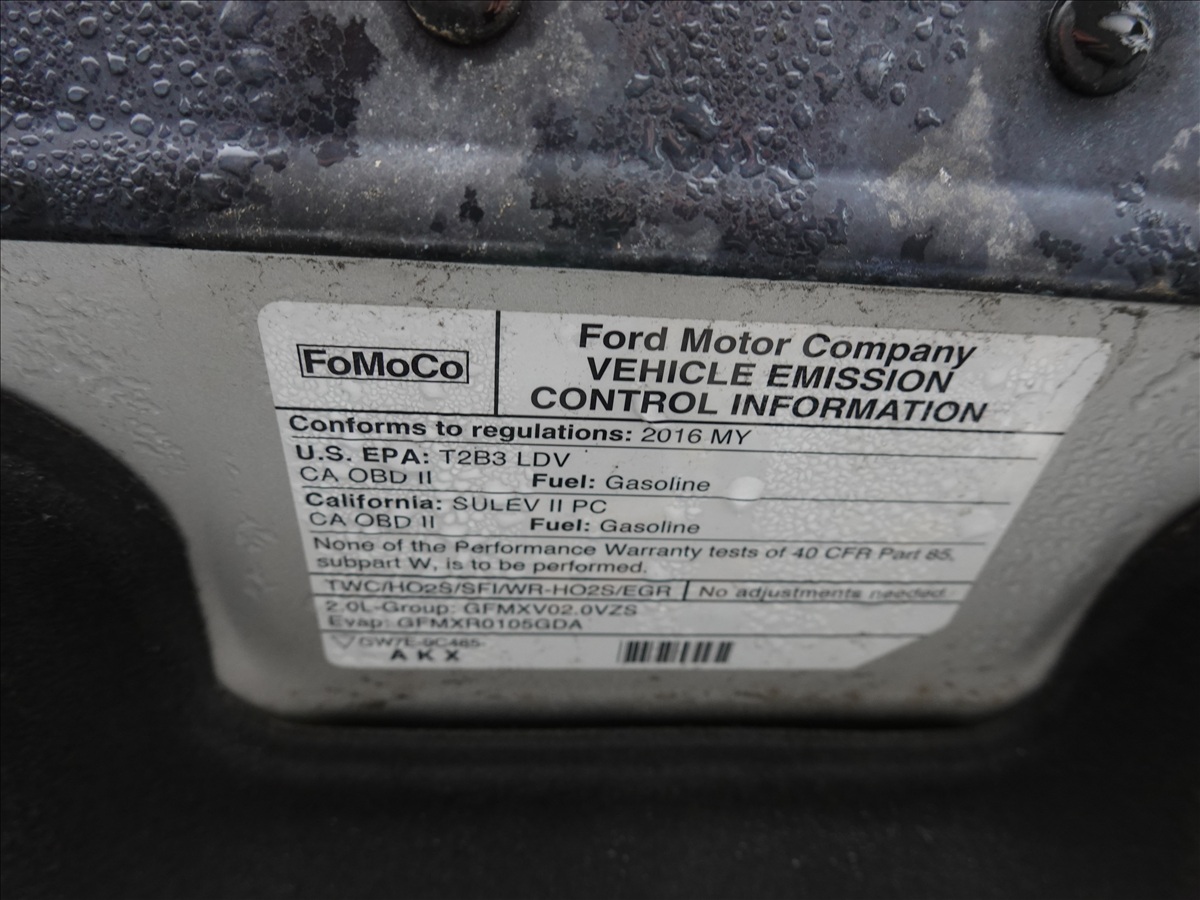 FoMoCo
Ford Motor Company
VEHICLE EMISSION
CONTROL INFORMATION
Conforms to regulations: 2016 MY
U.S. EPA: T2B3 LDV
CA OBD II Fuel: Gasoline
California: SULEV II PC
CA OBD II Fuel: Gasoline
None of the Performance Warranty tests of 40 CFR Part 85,
subpart W, is to be performed.
TWC/HO2S/SFI/WR-HO2S/EGR No adjustments needed.
2.0L-Group: GFMXV02.0VZS
Evap: GFMXR0105GDA
GW7E-9C485-
A K X